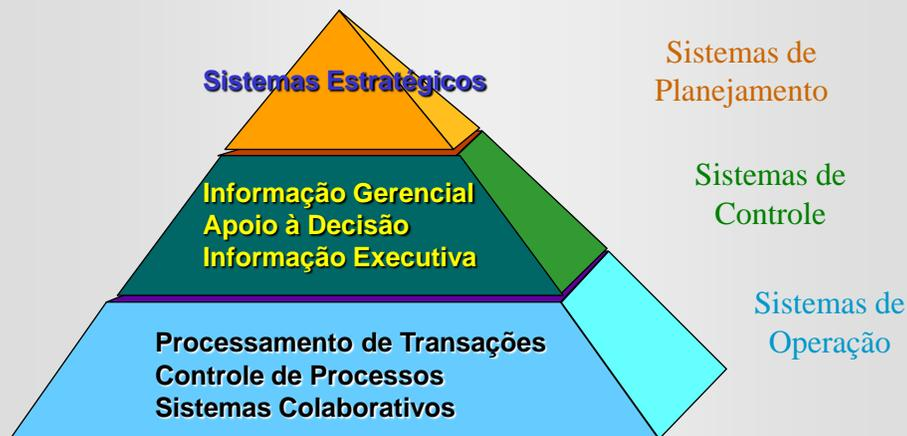 Sistemas Estratégicos
Sistemas de
Planejamento
Informação Gerencial
Apoio à Decisão
Informação Executiva
Sistemas de
Controle
Processamento de Transações
Controle de Processos
Sistemas Colaborativos
Sistemas de
Operação